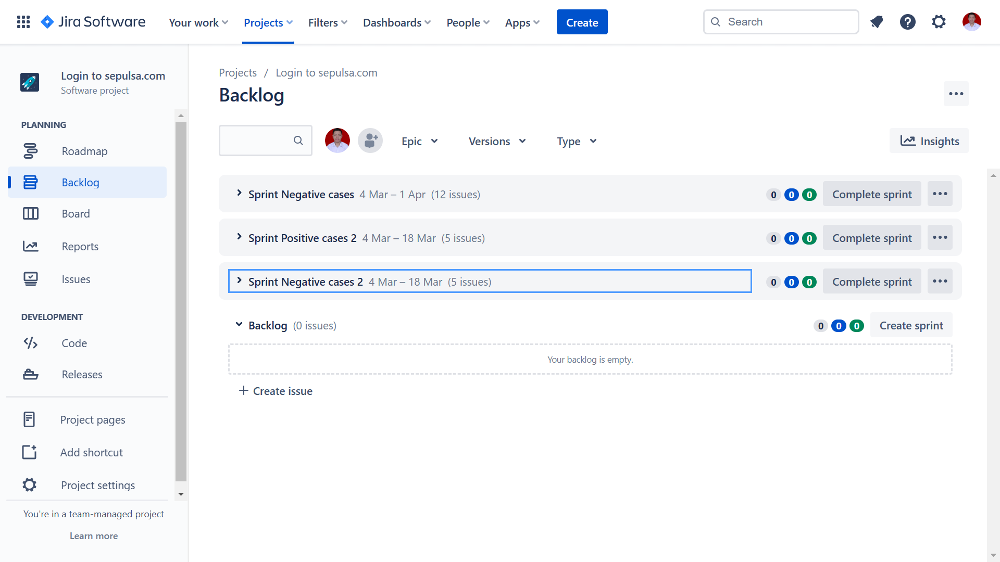 Jira Software
Your work
Projects
Filters
Dashboards
People
Apps
Create
Search
Login to sepulsa.com
Software project
PLANNING
Roadmap
Backlog
Board
Reports
Issues
DEVELOPMENT
Code
Releases
Project pages
Add shortcut
Project settings
You're in a team-managed project
Learn more
Projects / Login to sepulsa.com
Backlog
Epic
Versions
Type
Insights
Sprint Negative cases 4 Mar – 1 Apr (12 issues) 0 0 0 Complete sprint
Sprint Positive cases 2 4 Mar – 18 Mar (5 issues) 0 0 0 Complete sprint
Sprint Negative cases 2 4 Mar – 18 Mar (5 issues) 0 0 0 Complete sprint
Backlog (0 issues) 0 0 0 Create sprint
Your backlog is empty.
+ Create issue